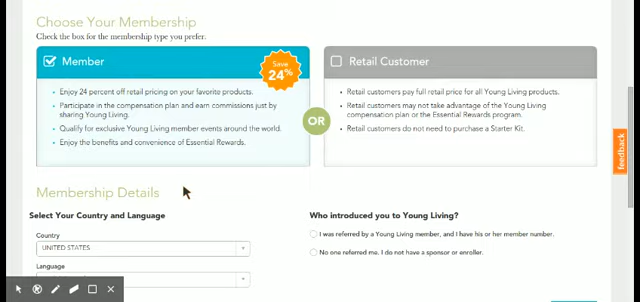 Choose Your Membership
Check the box for the membership type you prefer.
Member
Save
24%
Enjoy 24 percent off retail pricing on your favorite products.
Participate in the compensation plan and earn commissions just by
sharing Young Living.
Qualify for exclusive Young Living member events around the world.
Enjoy the benefits and convenience of Essential Rewards.
OR
Retail Customer
Retail customers pay full retail price for all Young Living products.
Retail customers may not take advantage of the Young Living
compensation plan or the Essential Rewards program.
Retail customers do not need to purchase a Starter Kit.
feedback
Membership Details
Select Your Country and Language
Country
UNITED STATES
Language
Who introduced you to Young Living?
I was referred by a Young Living member, and I have his or her member number.
No one referred me. I do not have a sponsor or enroller.